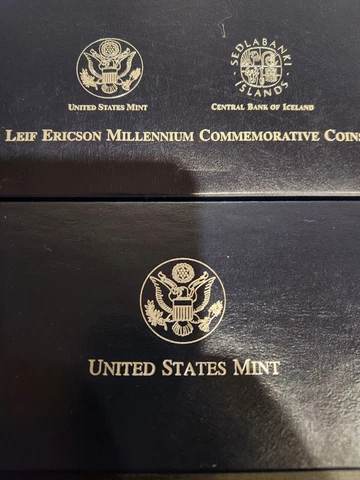 SEÐLABANKI
ÍSLANDS
UNITED STATES MINT
CENTRAL BANK OF ICELAND
LEIF ERICSON MILLENNIUM COMMEMORATIVE COINS
UNITED STATES MINT